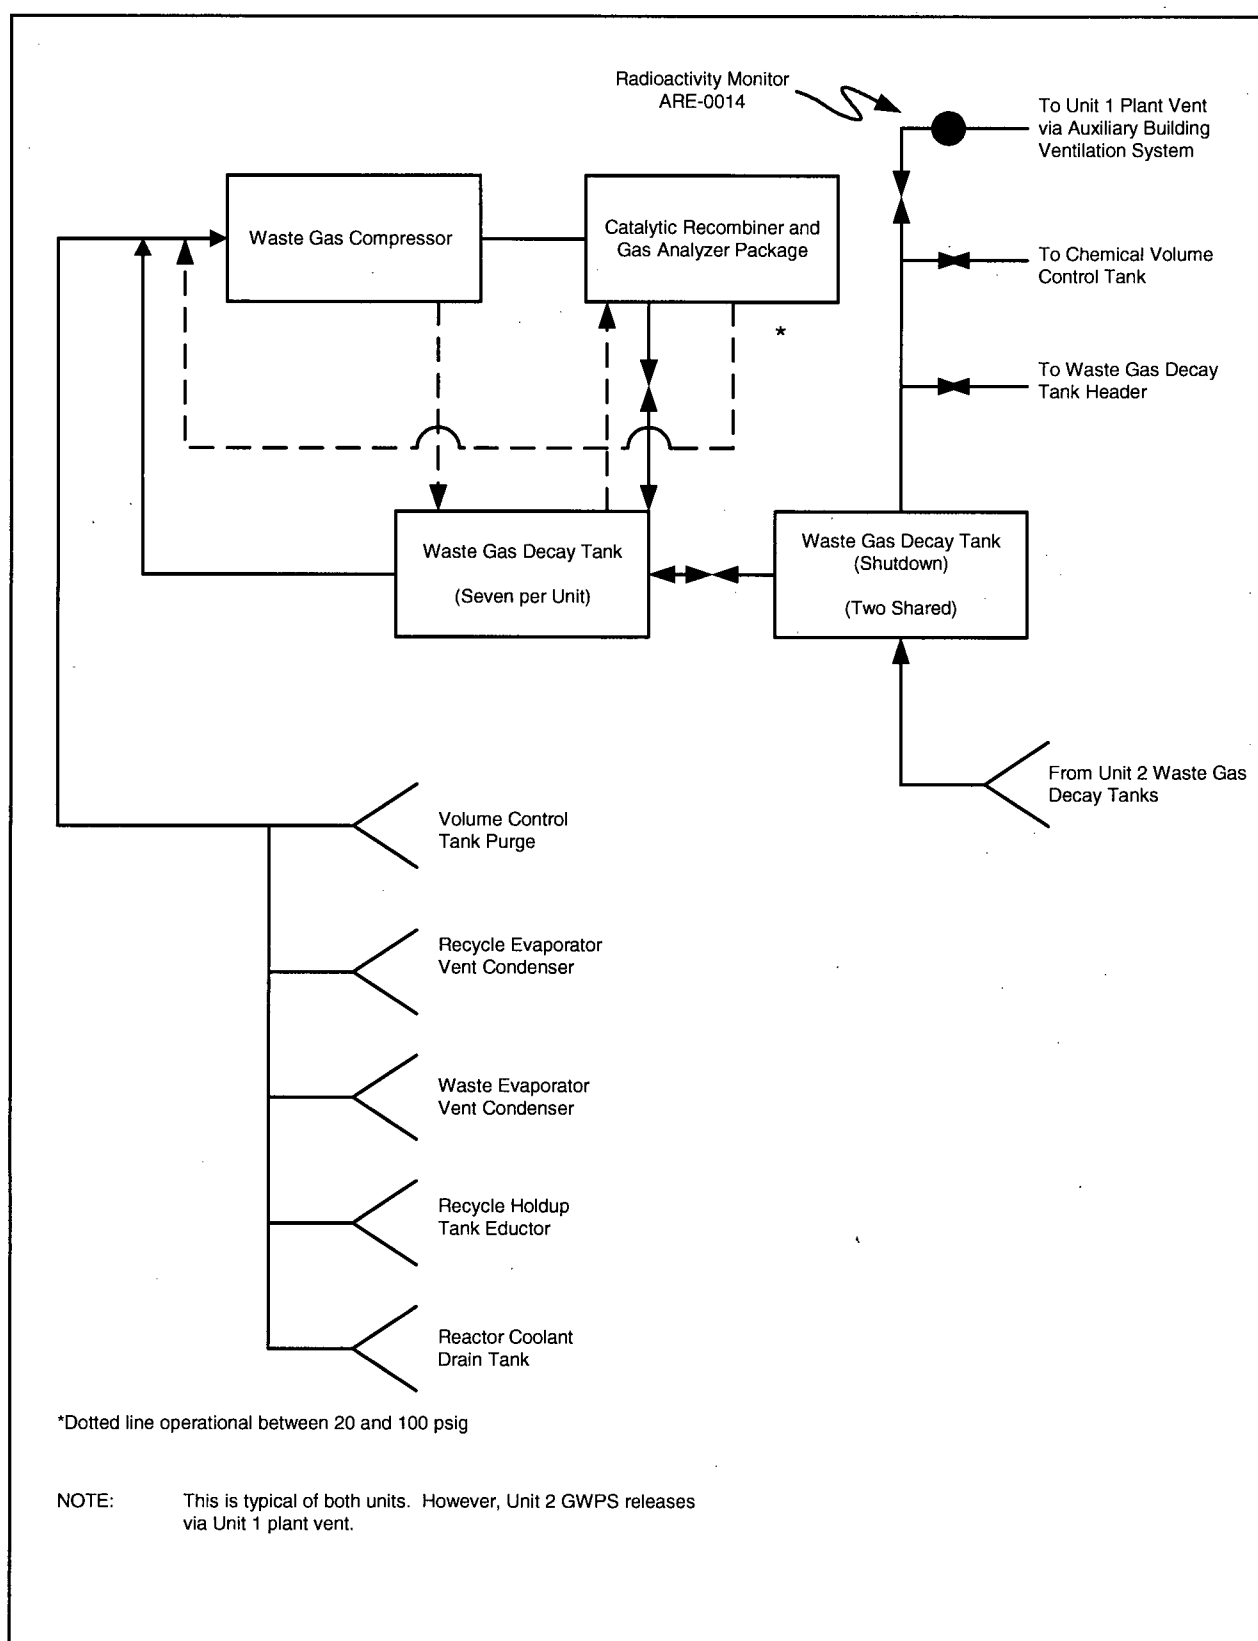 Radioactivity Monitor
ARE-0014
To Unit 1 Plant Vent
via Auxiliary Building
Ventilation System
Waste Gas Compressor
Catalytic Recombiner and
Gas Analyzer Package
To Chemical Volume
Control Tank
*
To Waste Gas Decay
Tank Header
Waste Gas Decay Tank
(Seven per Unit)
Waste Gas Decay Tank
(Shutdown)
(Two Shared)
From Unit 2 Waste Gas
Decay Tanks
Volume Control
Tank Purge
Recycle Evaporator
Vent Condenser
Waste Evaporator
Vent Condenser
Recycle Holdup
Tank Eductor
Reactor Coolant
Drain Tank
*Dotted line operational between 20 and 100 psig
NOTE: This is typical of both units. However, Unit 2 GWPS releases
via Unit 1 plant vent.